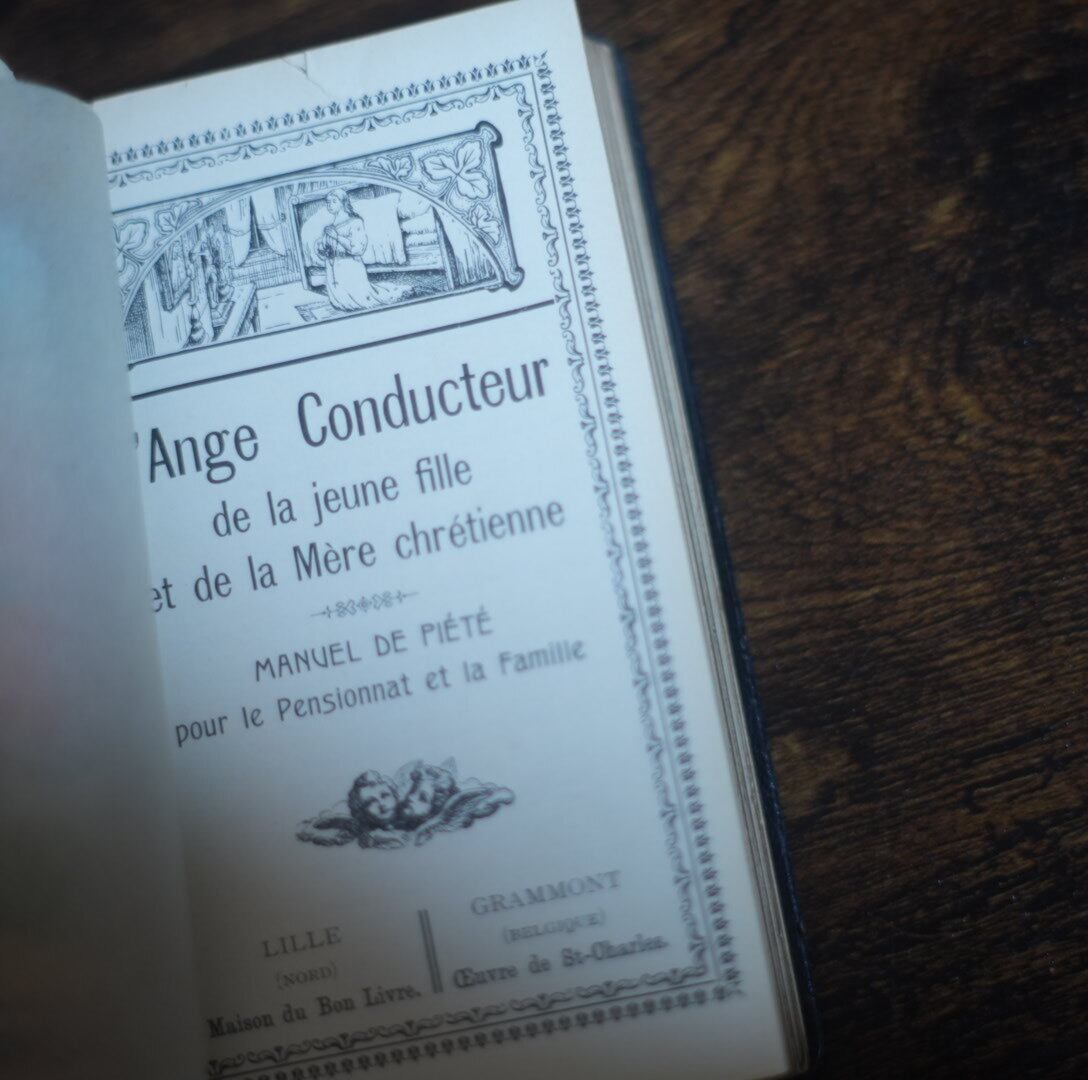 'Ange Conducteur
de la jeune fille
et de la Mère chrétienne
MANUEL DE PIÉTÉ
pour le Pensionnat et la Famille
LILLE
(NORD)
Maison du Bon Livre.
GRAMMONT
(BELGIQUE)
Œuvre de St-Charles.